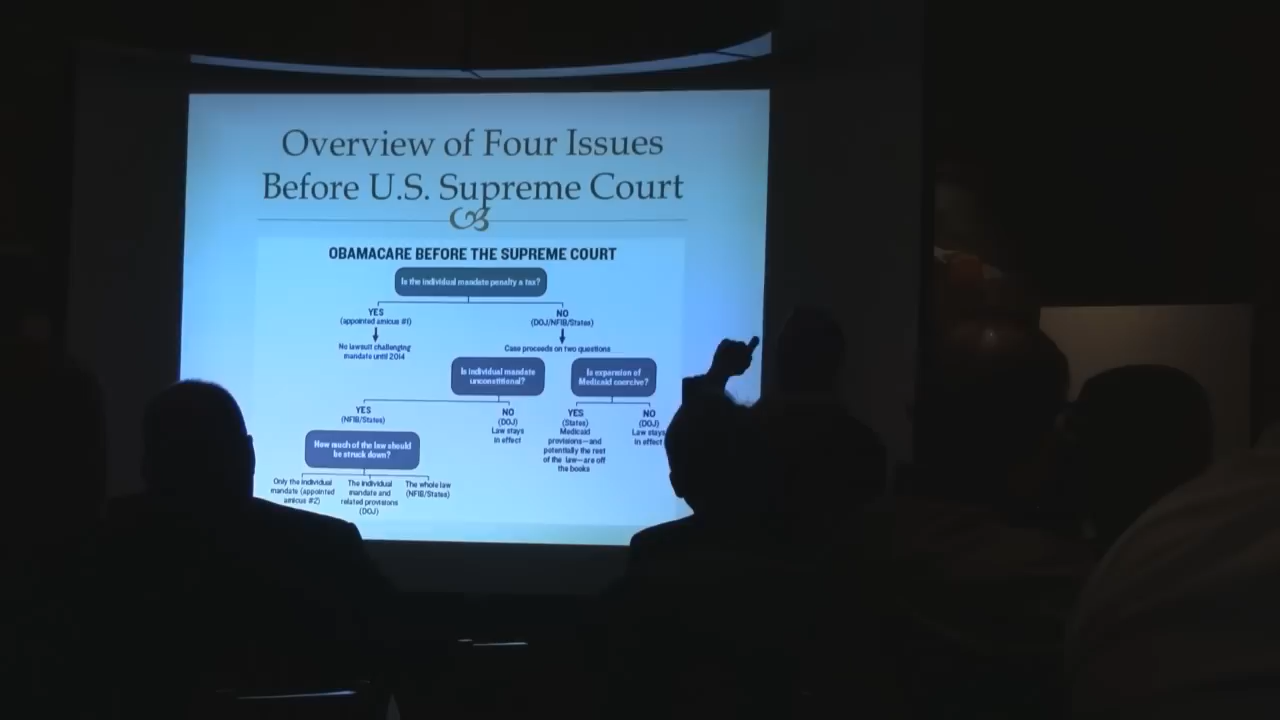 Overview of Four Issues
Before U.S. Supreme Court
OBAMACARE BEFORE THE SUPREME COURT
Is the individual mandate penalty a tax?
YES
(appointed amicus #1)
No lawsuit challenging
mandate until 2014
NO
(DOJ/NFIB/States)
Case proceeds on two questions
Is individual mandate
unconstitutional?
Is expansion of
Medicaid coercive?
YES
(NFIB/States)
NO
(DOJ)
Law stays
in effect
YES
(States)
Medicaid
provisions—and
potentially the rest
of the law—are off
the books
NO
(DOJ)
Law stays
in effect
How much of the law should
be struck down?
Only the individual
mandate (appointed
amicus #2)
The individual
mandate and
related provisions
(DOJ)
The whole law
(NFIB/States)